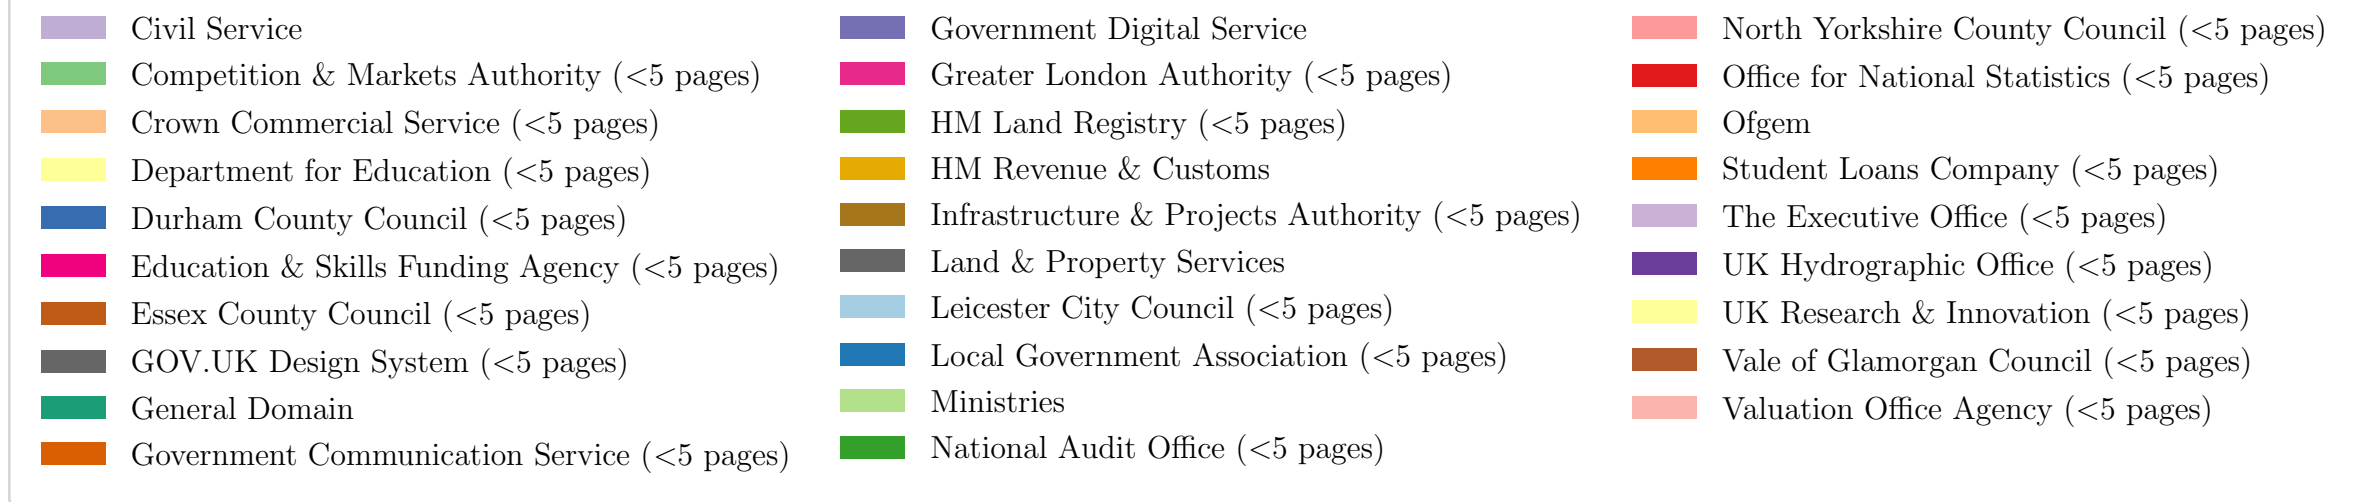 Civil Service
Competition & Markets Authority (<5 pages)
Crown Commercial Service (<5 pages)
Department for Education (<5 pages)
Durham County Council (<5 pages)
Education & Skills Funding Agency (<5 pages)
Essex County Council (<5 pages)
GOV.UK Design System (<5 pages)
General Domain
Government Communication Service (<5 pages)
Government Digital Service
Greater London Authority (<5 pages)
HM Land Registry (<5 pages)
HM Revenue & Customs
Infrastructure & Projects Authority (<5 pages)
Land & Property Services
Leicester City Council (<5 pages)
Local Government Association (<5 pages)
Ministries
National Audit Office (<5 pages)
North Yorkshire County Council (<5 pages)
Office for National Statistics (<5 pages)
Ofgem
Student Loans Company (<5 pages)
The Executive Office (<5 pages)
UK Hydrographic Office (<5 pages)
UK Research & Innovation (<5 pages)
Vale of Glamorgan Council (<5 pages)
Valuation Office Agency (<5 pages)